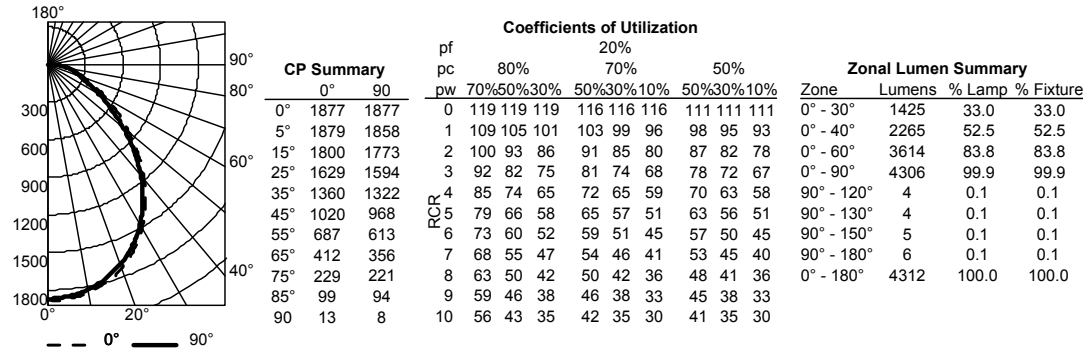 180°
300
600
900
1200
1500
1800
0°
20°
40°
60°
80°
90°
0° 90°
CP Summary
0° 90
0° 1877 1877
5° 1879 1858
15° 1800 1773
25° 1629 1594
35° 1360 1322
45° 1020 968
55° 687 613
65° 412 356
75° 229 221
85° 99 94
90 13 8
Coefficients of Utilization
pf 20%
pc 80% 70% 50%
pw 70%50%30% 50%30%10% 50%30%10%
RCR
0 119 119 119 116 116 116 111 111 111
1 109 105 101 103 99 96 98 95 93
2 100 93 86 91 85 80 87 82 78
3 92 82 75 81 74 68 78 72 67
4 85 74 65 72 65 59 70 63 58
5 79 66 58 65 57 51 63 56 51
6 73 60 52 59 51 45 57 50 45
7 68 55 47 54 46 41 53 45 40
8 63 50 42 50 42 36 48 41 36
9 59 46 38 46 38 33 45 38 33
10 56 43 35 42 35 30 41 35 30
Zonal Lumen Summary
Zone Lumens % Lamp % Fixture
0° - 30° 1425 33.0 33.0
0° - 40° 2265 52.5 52.5
0° - 60° 3614 83.8 83.8
0° - 90° 4306 99.9 99.9
90° - 120° 4 0.1 0.1
90° - 130° 4 0.1 0.1
90° - 150° 5 0.1 0.1
90° - 180° 6 0.1 0.1
0° - 180° 4312 100.0 100.0